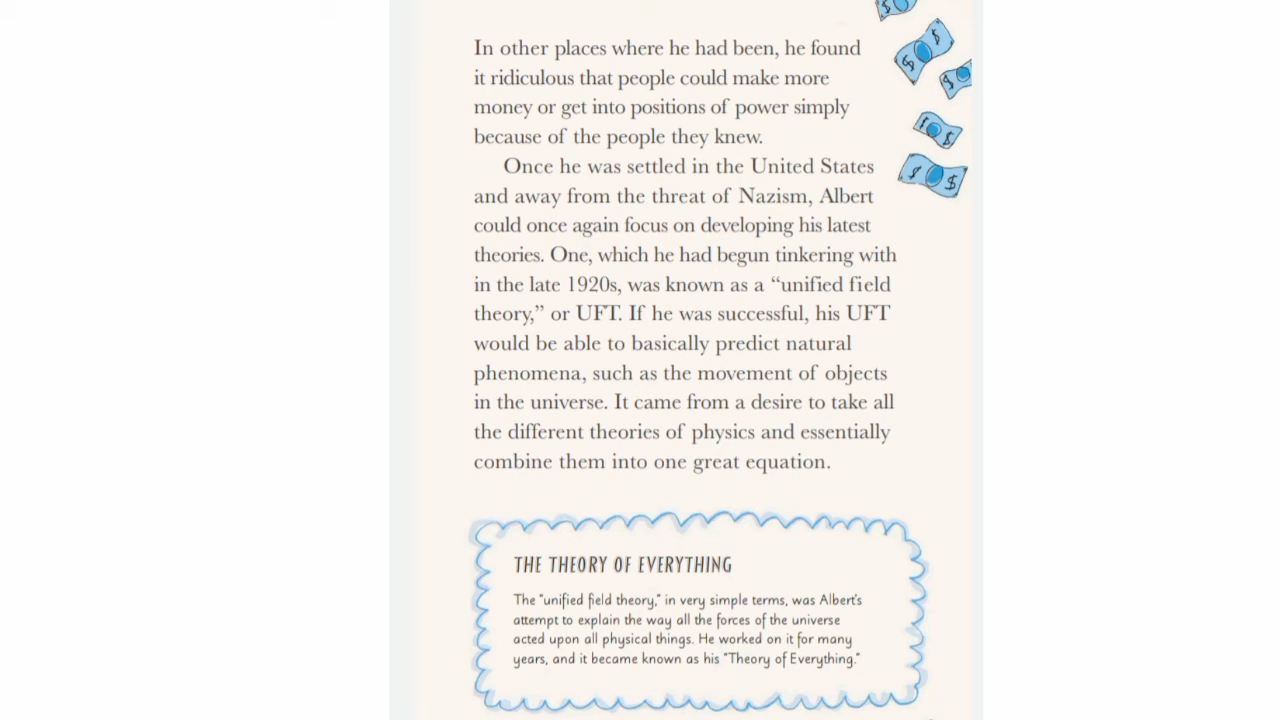 In other places where he had been, he found
it ridiculous that people could make more
money or get into positions of power simply
because of the people they knew.
Once he was settled in the United States
and away from the threat of Nazism, Albert
could once again focus on developing his latest
theories. One, which he had begun tinkering with
in the late 1920s, was known as a “unified field
theory,” or UFT. If he was successful, his UFT
would be able to basically predict natural
phenomena, such as the movement of objects
in the universe. It came from a desire to take all
the different theories of physics and essentially
combine them into one great equation.
THE THEORY OF EVERYTHING
The “unified field theory,” in very simple terms, was Albert’s
attempt to explain the way all the forces of the universe
acted upon all physical things. He worked on it for many
years, and it became known as his “Theory of Everything.”